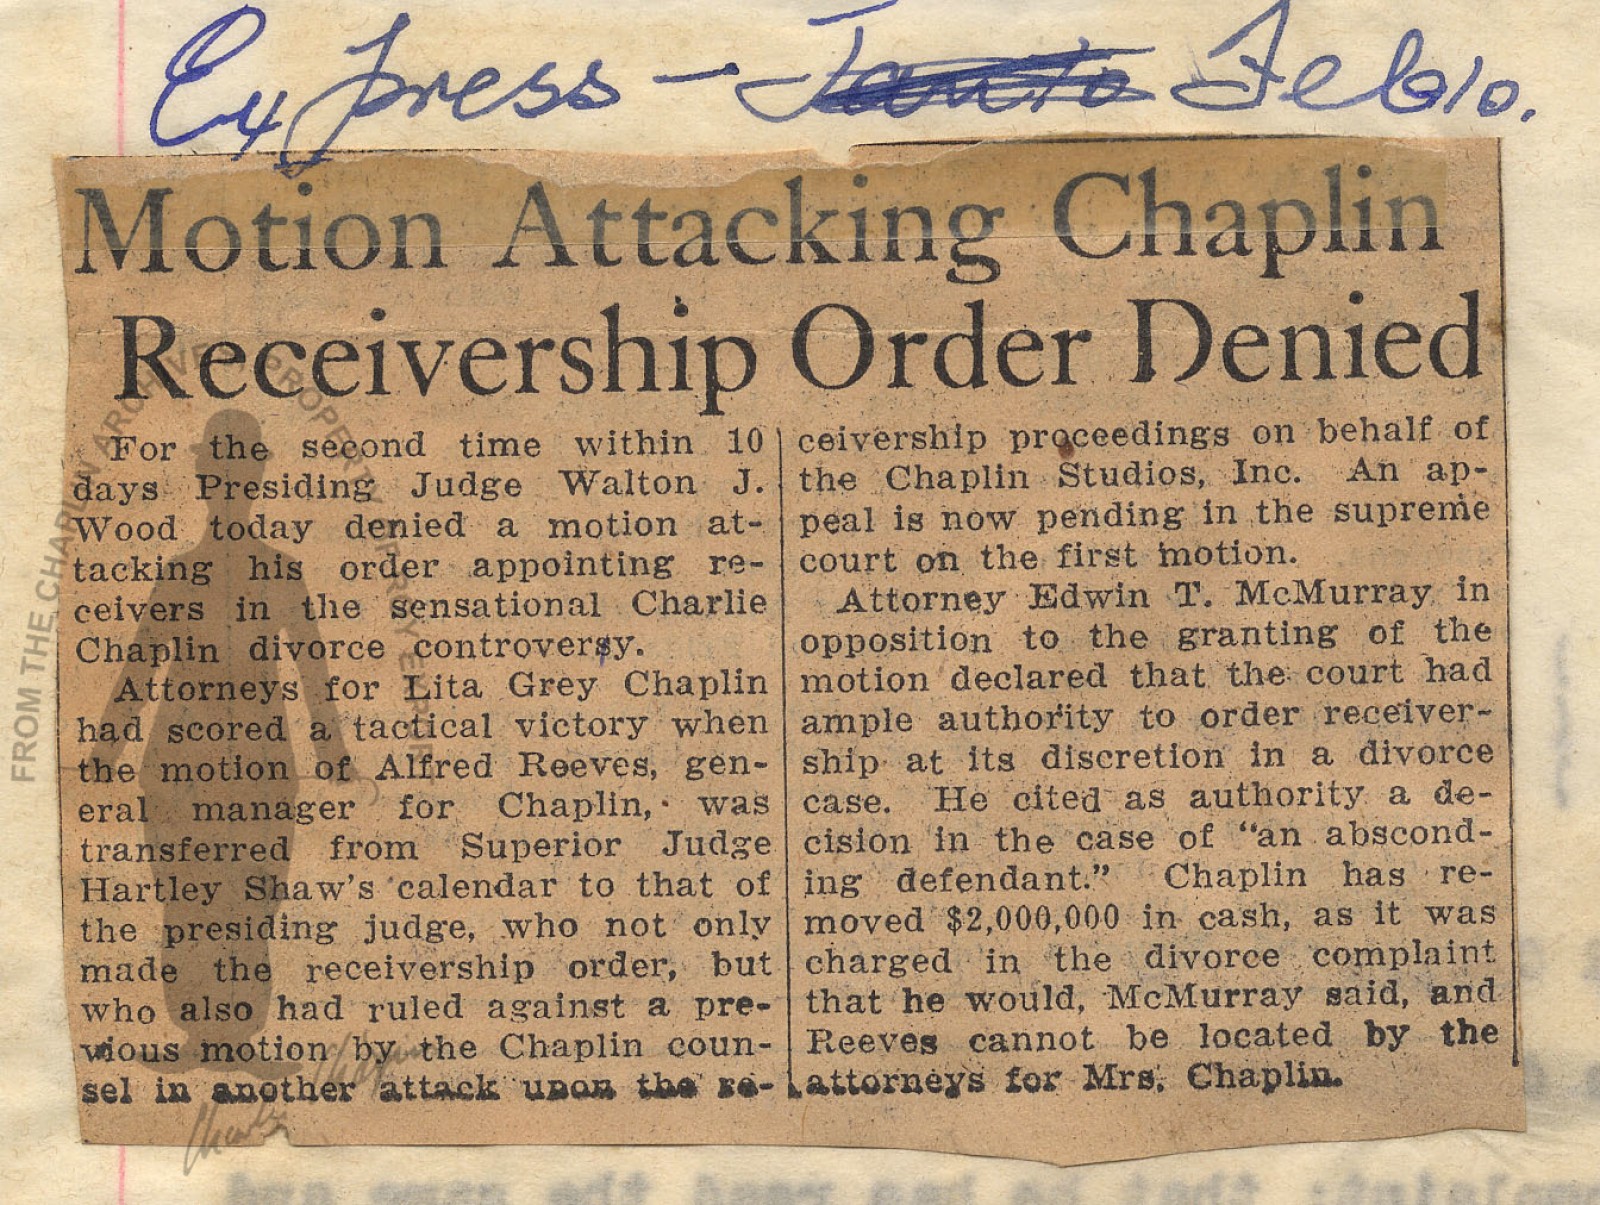 Express - Feb 10.
Motion Attacking Chaplin
Receivership Order Denied
For the second time within 10
days Presiding Judge Walton J.
Wood today denied a motion at-
tacking his order appointing re-
ceivers in the sensational Charlie
Chaplin divorce controversy.
Attorneys for Lita Grey Chaplin
had scored a tactical victory when
the motion of Alfred Reeves, gen-
eral manager for Chaplin, was
transferred from Superior Judge
Hartley Shaw's calendar to that of
the presiding judge, who not only
made the receivership order, but
who also had ruled against a pre-
vious motion by the Chaplin coun-
sel in another attack upon the re-
ceivership proceedings on behalf of
the Chaplin Studios, Inc. An ap-
peal is now pending in the supreme
court on the first motion.
Attorney Edwin T. McMurray in
opposition to the granting of the
motion declared that the court had
ample authority to order receiver-
ship at its discretion in a divorce
case. He cited as authority a de-
cision in the case of "an abscond-
ing defendant." Chaplin has re-
moved $2,000,000 in cash, as it was
charged in the divorce complaint
that he would, McMurray said, and
Reeves cannot be located by the
attorneys for Mrs. Chaplin.
FROM THE CHAPLIN ARCHIVE, PROPERTY